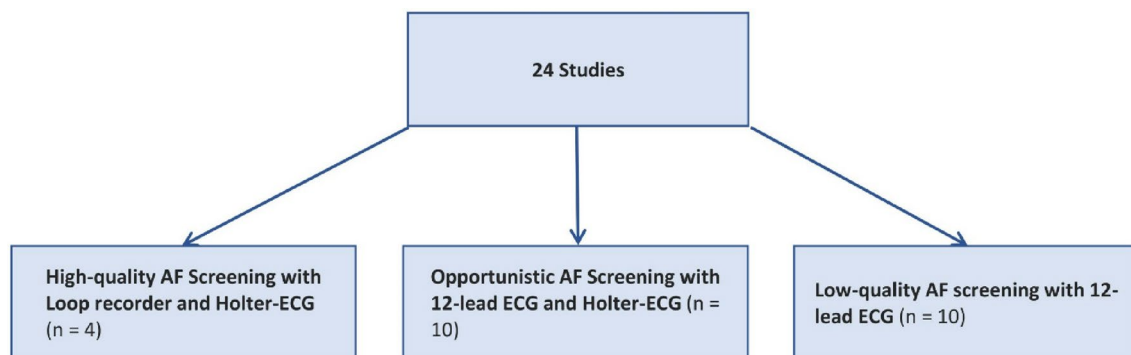 24 Studies
High-quality AF Screening with
Loop recorder and Holter-ECG
(n = 4)
Opportunistic AF Screening with
12-lead ECG and Holter-ECG (n =
10)
Low-quality AF screening with 12-
lead ECG (n = 10)